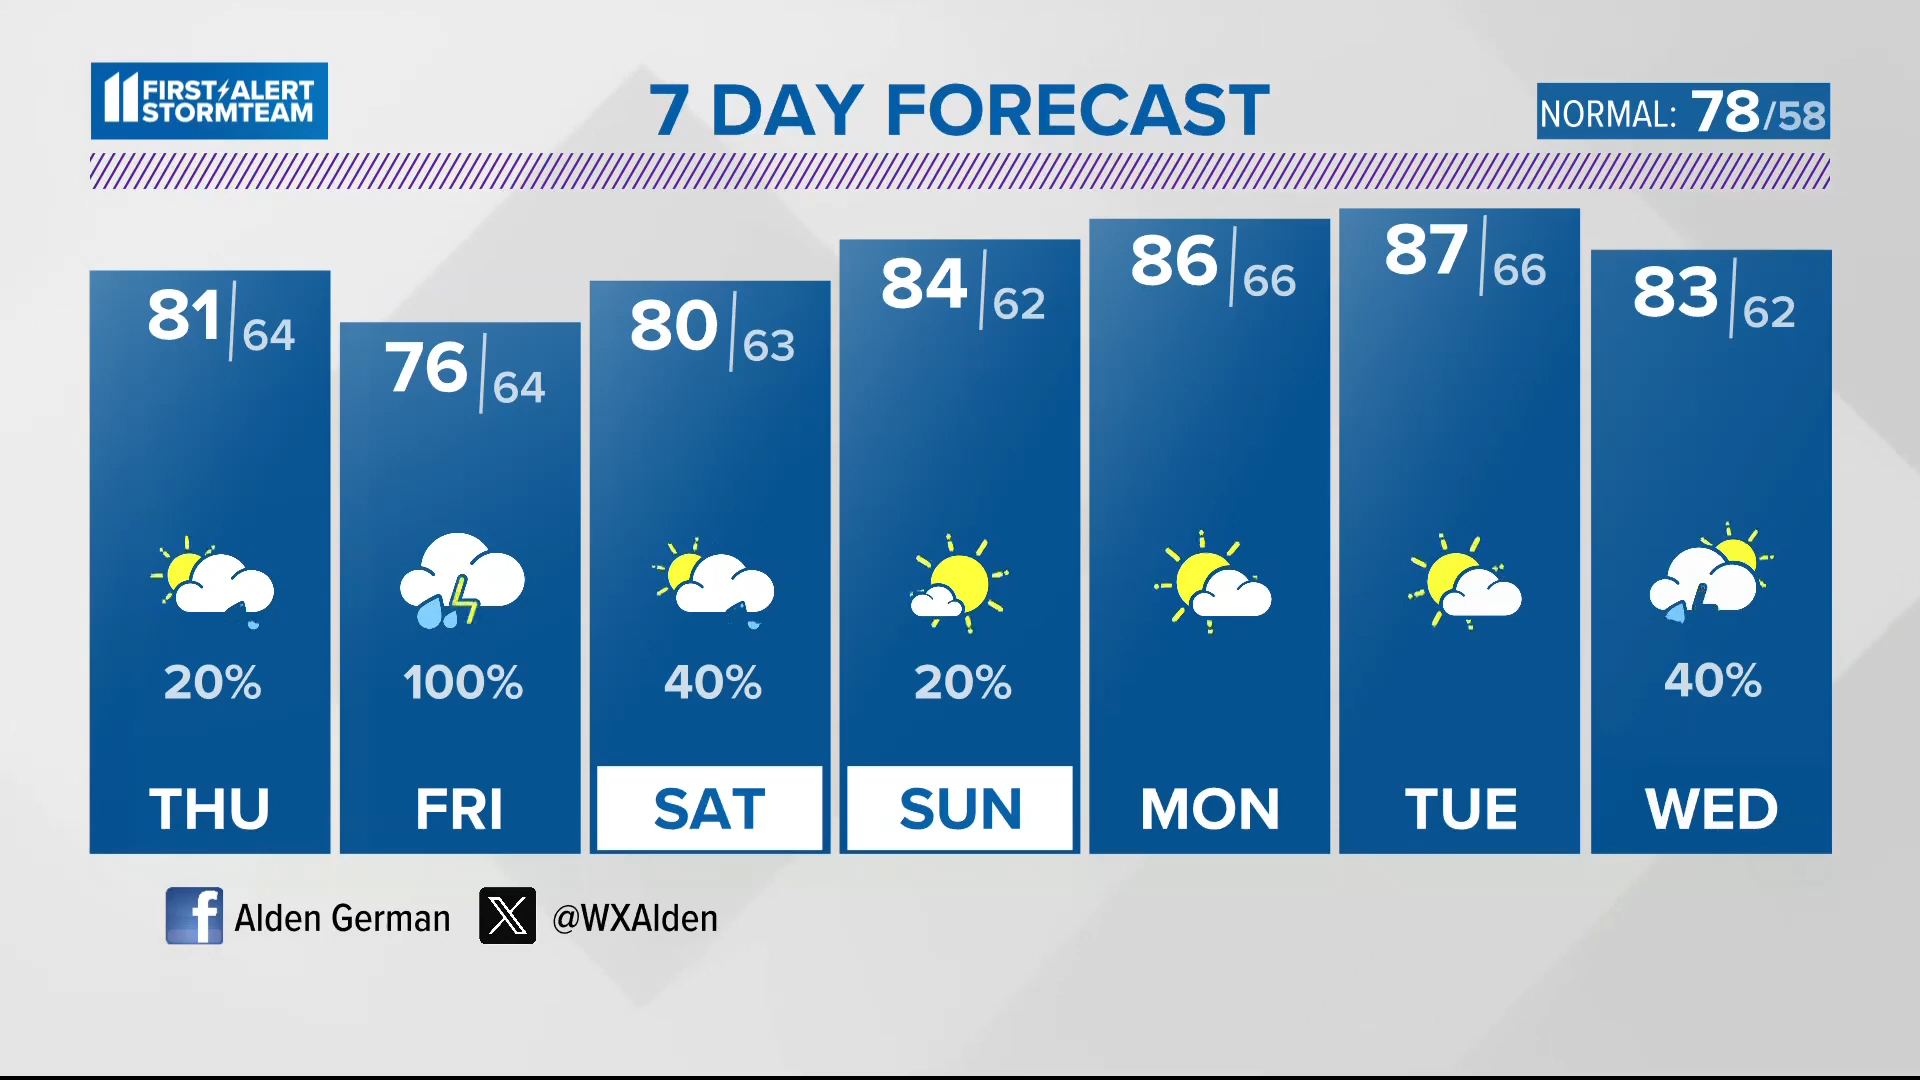 11 FIRST ALERT
STORMTEAM
7 DAY FORECAST
NORMAL: 78/58
81/64
20%
THU
76/64
100%
FRI
80/63
40%
SAT
84/62
20%
SUN
86/66
MON
87/66
TUE
83/62
40%
WED
f Alden German X @WXAlden